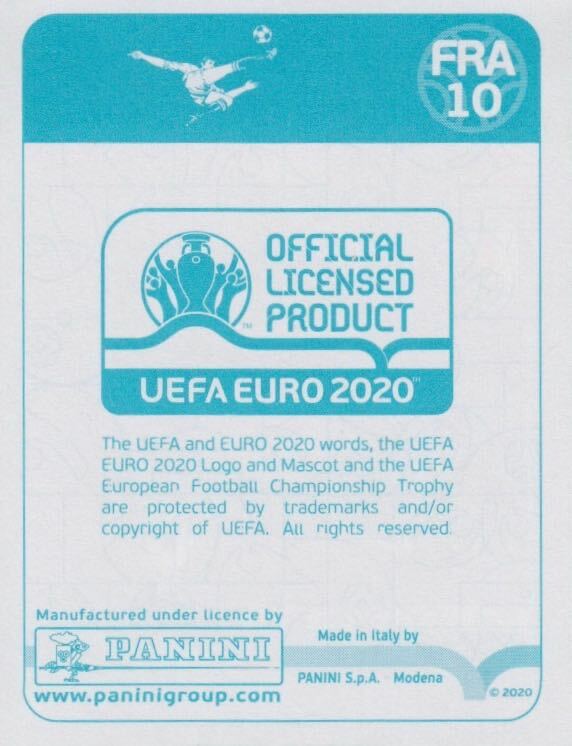 FRA
10
OFFICIAL
LICENSED
PRODUCT
TM
UEFA EURO 2020™
The UEFA and EURO 2020 words, the UEFA
EURO 2020 Logo and Mascot and the UEFA
European Football Championship Trophy
are protected by trademarks and/or
copyright of UEFA. All rights reserved.
Manufactured under licence by
PANINI
www.paninigroup.com
Made in Italy by
PANINI S.p.A. Modena
© 2020